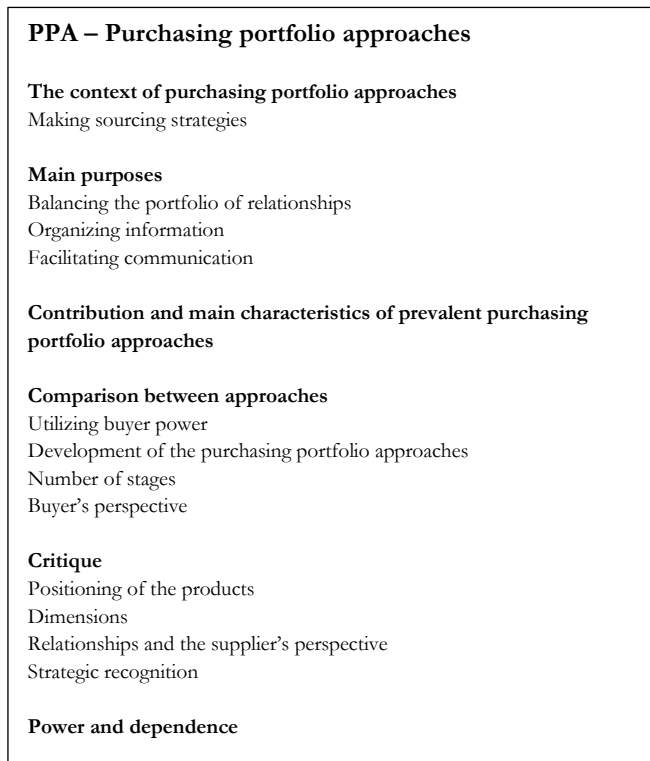 PPA – Purchasing portfolio approaches
The context of purchasing portfolio approaches
Making sourcing strategies
Main purposes
Balancing the portfolio of relationships
Organizing information
Facilitating communication
Contribution and main characteristics of prevalent purchasing
portfolio approaches
Comparison between approaches
Utilizing buyer power
Development of the purchasing portfolio approaches
Number of stages
Buyer’s perspective
Critique
Positioning of the products
Dimensions
Relationships and the supplier’s perspective
Strategic recognition
Power and dependence